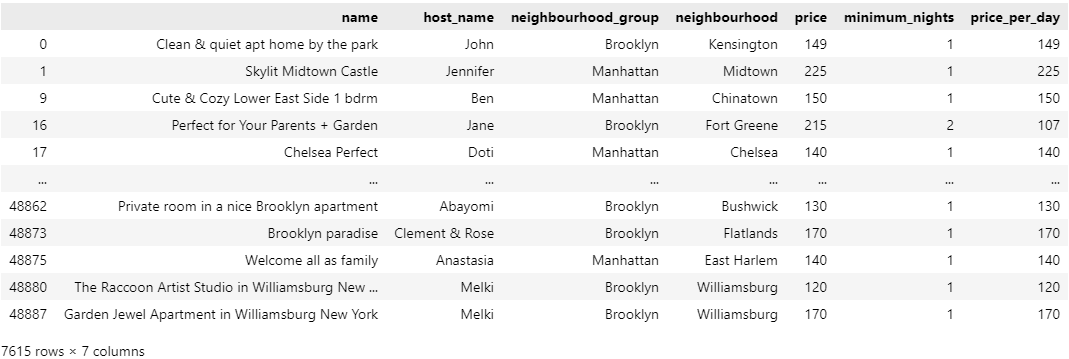 name host_name neighbourhood_group neighbourhood price minimum_nights price_per_day
0 Clean & quiet apt home by the park John Brooklyn Kensington 149 1 149
1 Skylit Midtown Castle Jennifer Manhattan Midtown 225 1 225
9 Cute & Cozy Lower East Side 1 bdrm Ben Manhattan Chinatown 150 1 150
16 Perfect for Your Parents + Garden Jane Brooklyn Fort Greene 215 2 107
17 Chelsea Perfect Doti Manhattan Chelsea 140 1 140
... ... ... ... ... ... ... ...
48862 Private room in a nice Brooklyn apartment Abayomi Brooklyn Bushwick 130 1 130
48873 Brooklyn paradise Clement & Rose Brooklyn Flatlands 170 1 170
48875 Welcome all as family Anastasia Manhattan East Harlem 140 1 140
48880 The Raccoon Artist Studio in Williamsburg New ... Melki Brooklyn Williamsburg 120 1 120
48887 Garden Jewel Apartment in Williamsburg New York Melki Brooklyn Williamsburg 170 1 170
7615 rows × 7 columns